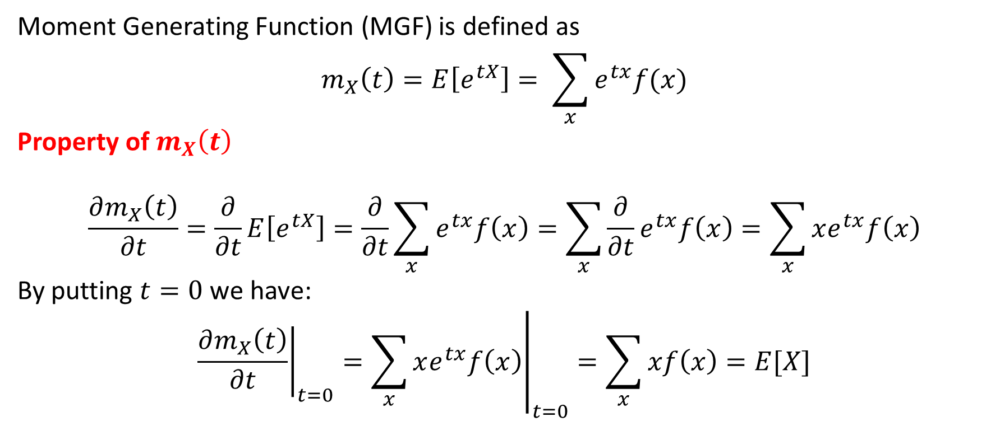 Moment Generating Function (MGF) is defined as
$m_X(t) = E[e^{tX}] = \sum_x e^{tx} f(x)$
Property of $m_X(t)$
$\frac{\partial m_X(t)}{\partial t} = \frac{\partial}{\partial t} E[e^{tX}] = \frac{\partial}{\partial t} \sum_x e^{tx} f(x) = \sum_x \frac{\partial}{\partial t} e^{tx} f(x) = \sum_x x e^{tx} f(x)$
By putting $t = 0$ we have:
$\left. \frac{\partial m_X(t)}{\partial t} \right|_{t=0} = \left. \sum_x x e^{tx} f(x) \right|_{t=0} = \sum_x x f(x) = E[X]$